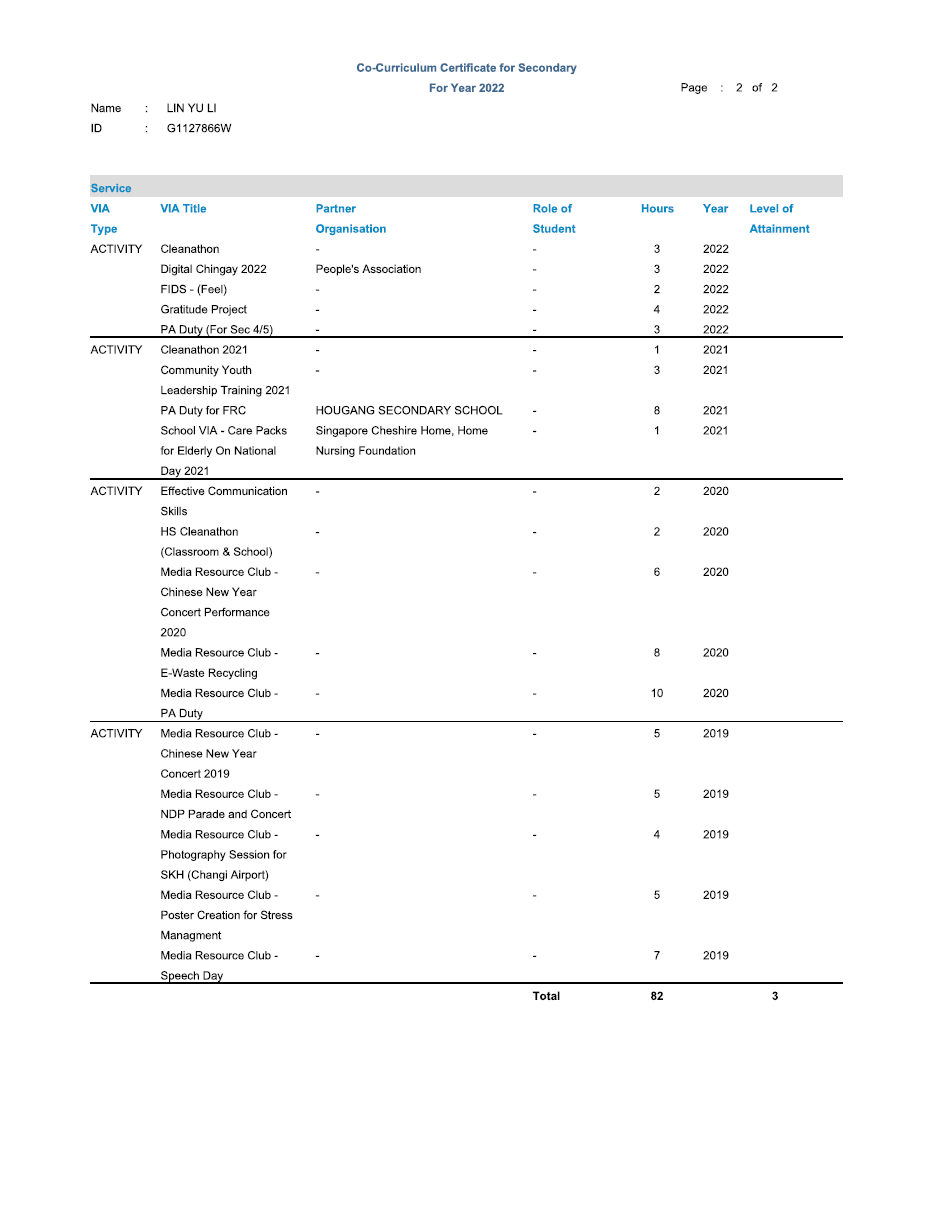 Co-Curriculum Certificate for Secondary
For Year 2022 Page : 2 of 2
Name : LIN YU LI
ID : G1127866W
Service
VIA VIA Title Partner Role of Hours Year Level of
Type Organisation Student Attainment
ACTIVITY Cleanathon - - 3 2022
Digital Chingay 2022 People's Association - 3 2022
FIDS - (Feel) - - 2 2022
Gratitude Project - - 4 2022
PA Duty (For Sec 4/5) - - 3 2022
ACTIVITY Cleanathon 2021 - - 1 2021
Community Youth - - 3 2021
Leadership Training 2021
PA Duty for FRC HOUGANG SECONDARY SCHOOL - 8 2021
School VIA - Care Packs Singapore Cheshire Home, Home - 1 2021
for Elderly On National Nursing Foundation
Day 2021
ACTIVITY Effective Communication - - 2 2020
Skills
HS Cleanathon - - 2 2020
(Classroom & School)
Media Resource Club - - - 6 2020
Chinese New Year
Concert Performance
2020
Media Resource Club - - - 8 2020
E-Waste Recycling
Media Resource Club - - - 10 2020
PA Duty
ACTIVITY Media Resource Club - - - 5 2019
Chinese New Year
Concert 2019
Media Resource Club - - - 5 2019
NDP Parade and Concert
Media Resource Club - - - 4 2019
Photography Session for
SKH (Changi Airport)
Media Resource Club - - - 5 2019
Poster Creation for Stress
Managment
Media Resource Club - - - 7 2019
Speech Day
Total 82 3